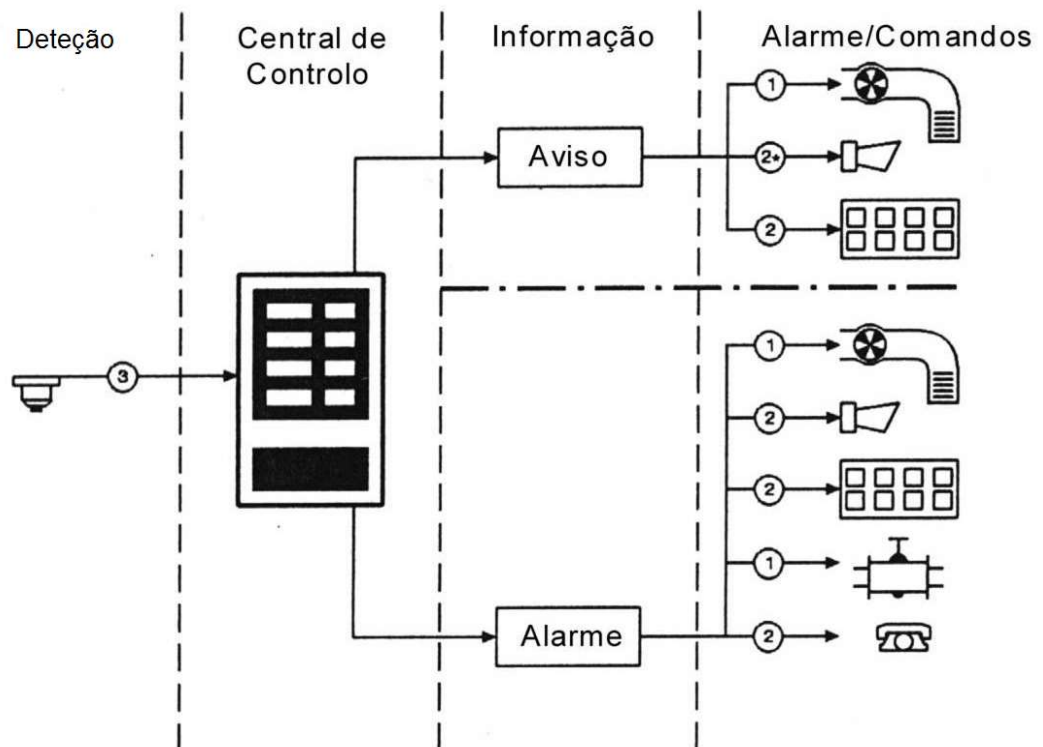 Deteção
Central de
Controlo
Informação
Alarme/Comandos
Aviso
1
2*
2
3
1
2
2
1
2
Alarme